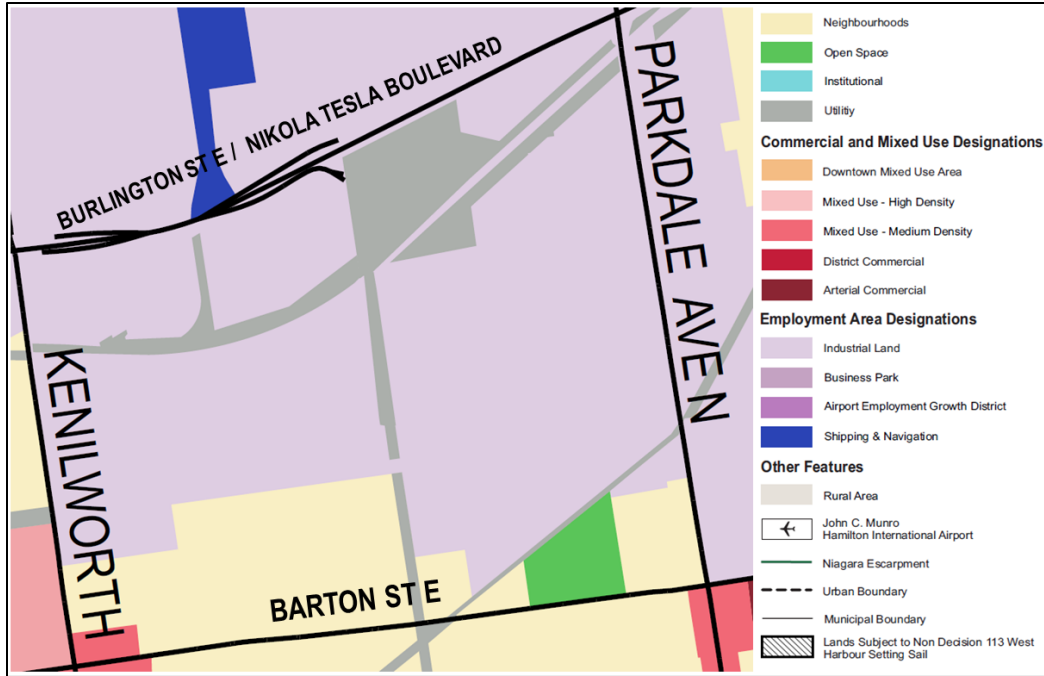 BURLINGTON ST E / NIKOLA TESLA BOULEVARD
PARKDALE AVE N
KENILWORTH
BARTON ST E
Neighbourhoods
Open Space
Institutional
Utilitiy
Commercial and Mixed Use Designations
Downtown Mixed Use Area
Mixed Use - High Density
Mixed Use - Medium Density
District Commercial
Arterial Commercial
Employment Area Designations
Industrial Land
Business Park
Airport Employment Growth District
Shipping & Navigation
Other Features
Rural Area
John C. Munro
Hamilton International Airport
Niagara Escarpment
Urban Boundary
Municipal Boundary
Lands Subject to Non Decision 113 West
Harbour Setting Sail